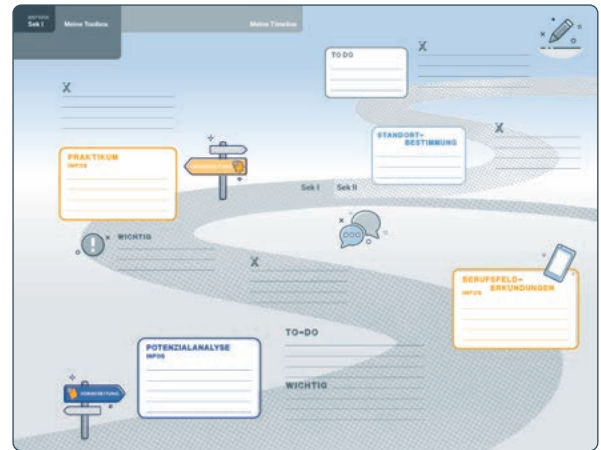 Sek I
Meine Toolbox
Meine Timeline
TO DO
X
X
STANDORT-
BESTIMMUNG
X
PRAKTIKUM
INFOS
Sek I
Sek II
WICHTIG
X
BERUFSFELD-
ERKUNDUNGEN
INFOS
TO-DO
POTENZIALANALYSE
INFOS
WICHTIG
VORBEREITUNG